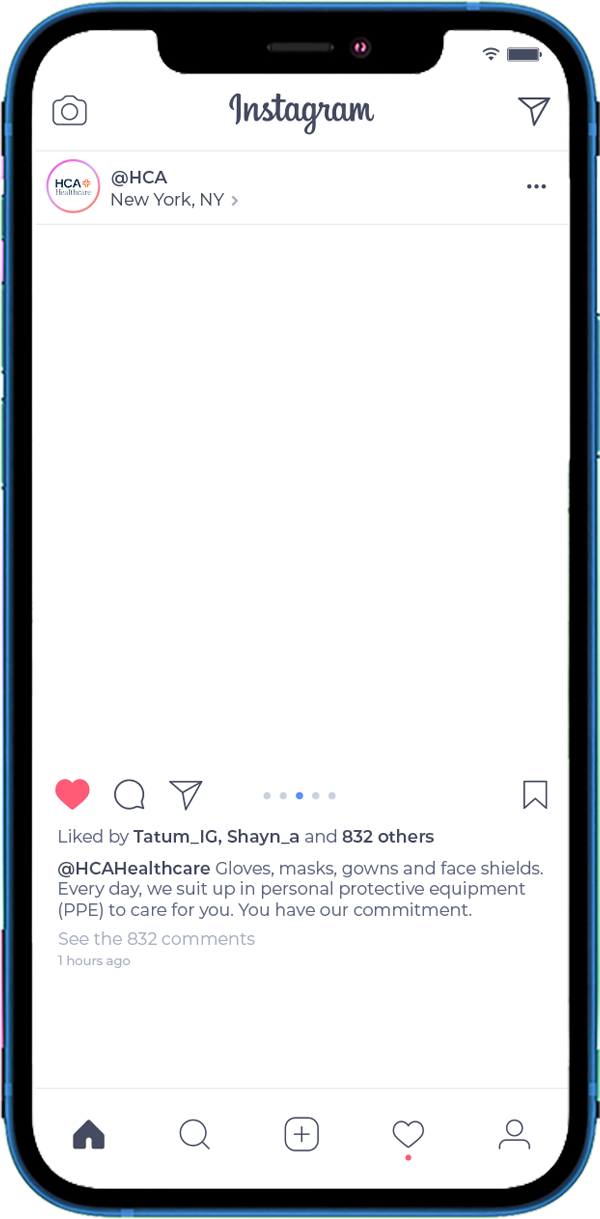 Instagram
HCA
Healthcare
@HCA
New York, NY >
Liked by Tatum_IG, Shayn_a and 832 others
@HCAHealthcare Gloves, masks, gowns and face shields.
Every day, we suit up in personal protective equipment
(PPE) to care for you. You have our commitment.
See the 832 comments
1 hours ago